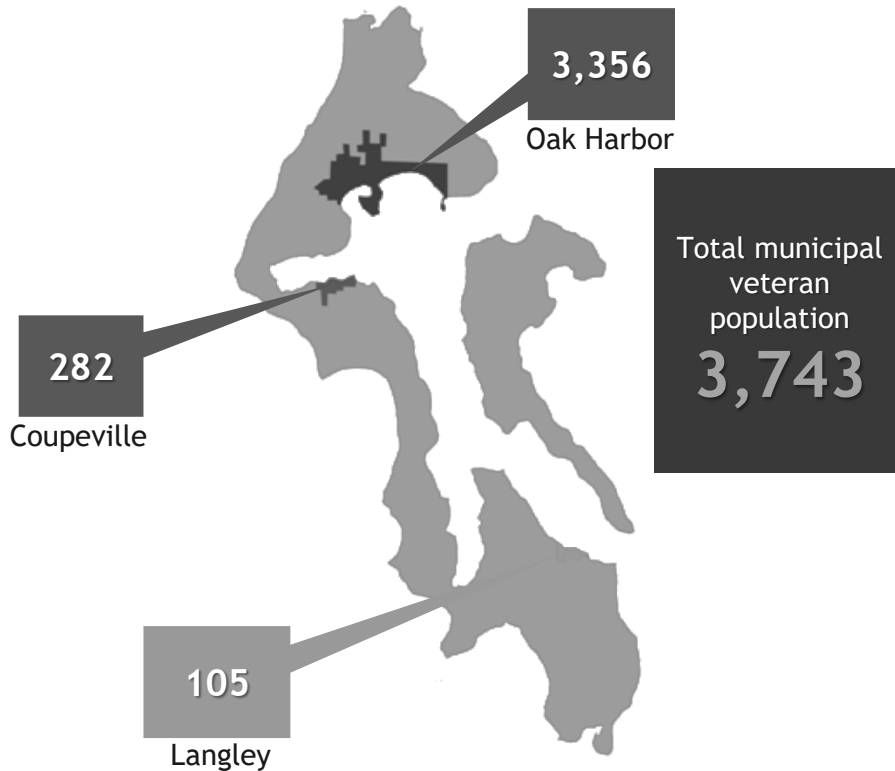 3,356
Oak Harbor
Total municipal
veteran
population
3,743
282
Coupeville
105
Langley